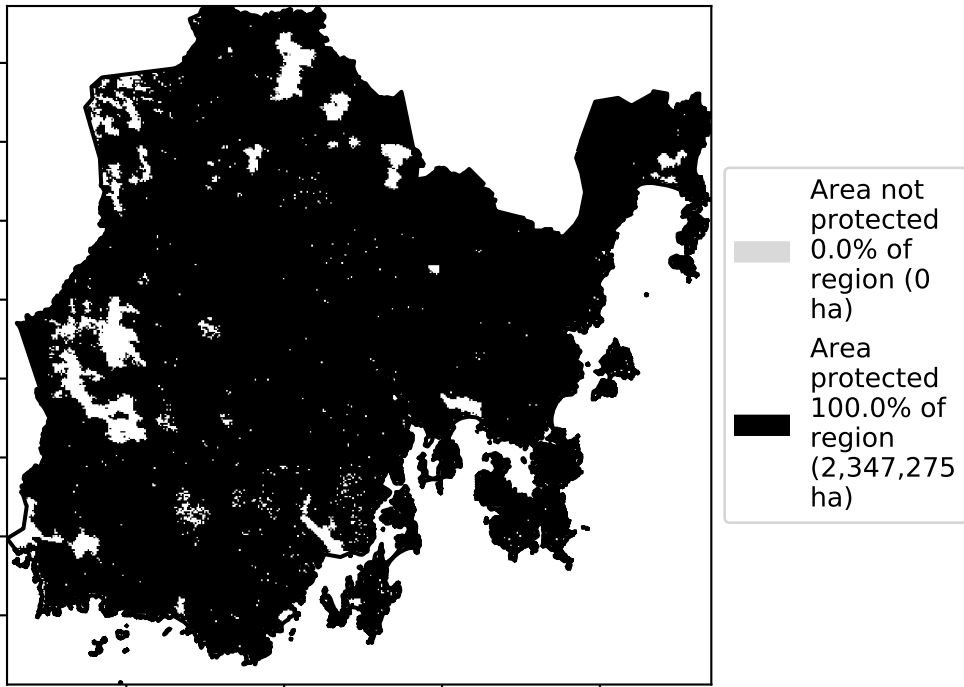 Area not
protected
0.0% of
region (0
ha)
Area
protected
100.0% of
region
(2,347,275
ha)